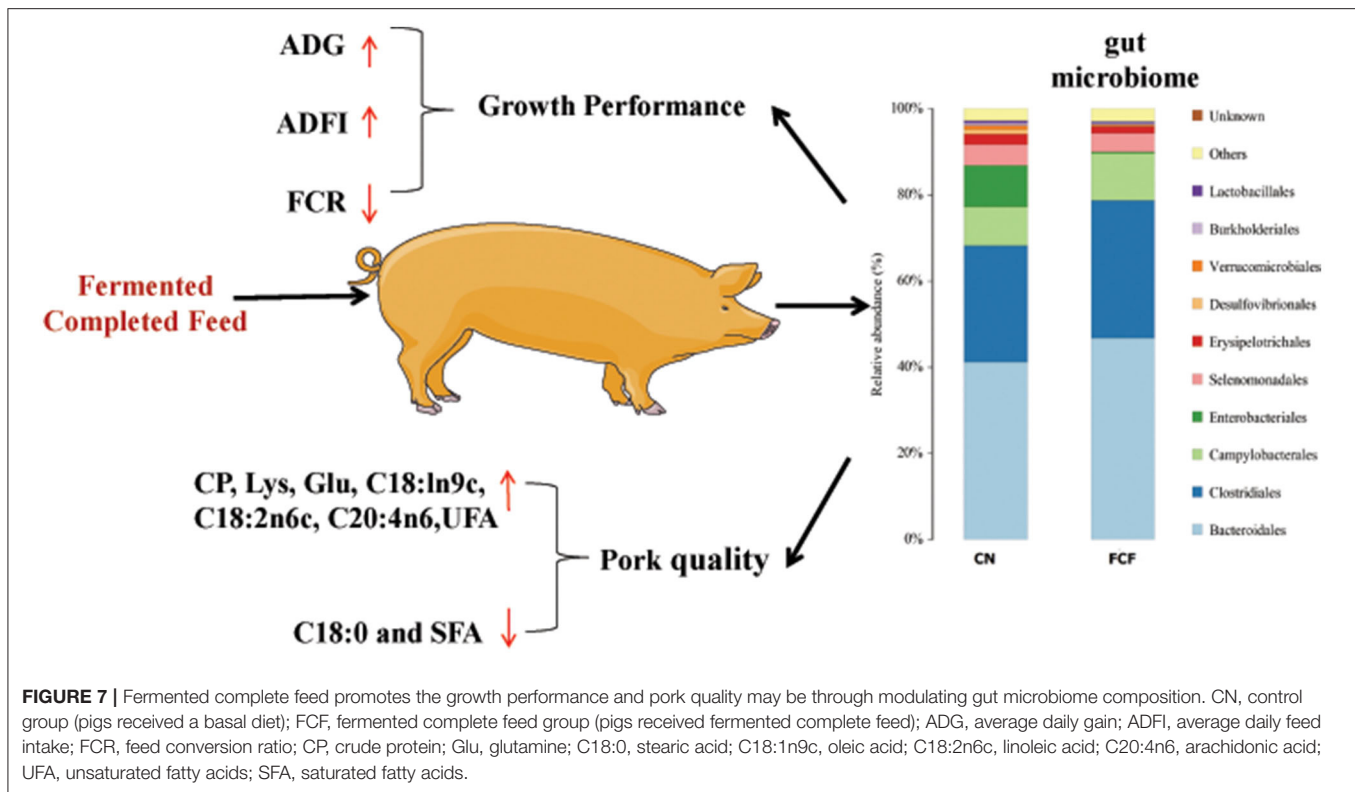 ADG
ADFI
FCR
Growth Performance
Fermented
Completed Feed
CP, Lys, Glu, C18:ln9c,
C18:2n6c, C20:4n6,UFA
Pork quality
C18:0 and SFA
gut
microbiome
Relative abundance (%)
100%
80%
60%
40%
20%
0%
CN
FCF
Unknown
Others
Lactobacillales
Burkholderiales
Verrucomicrobiales
Desulfovibrionales
Erysipelotrichales
Selenomonadales
Enterobacteriales
Campylobacterales
Clostridiales
Bacteroidales
FIGURE 7 | Fermented complete feed promotes the growth performance and pork quality may be through modulating gut microbiome composition. CN, control
group (pigs received a basal diet); FCF, fermented complete feed group (pigs received fermented complete feed); ADG, average daily gain; ADFI, average daily feed
intake; FCR, feed conversion ratio; CP, crude protein; Glu, glutamine; C18:0, stearic acid; C18:1n9c, oleic acid; C18:2n6c, linoleic acid; C20:4n6, arachidonic acid;
UFA, unsaturated fatty acids; SFA, saturated fatty acids.